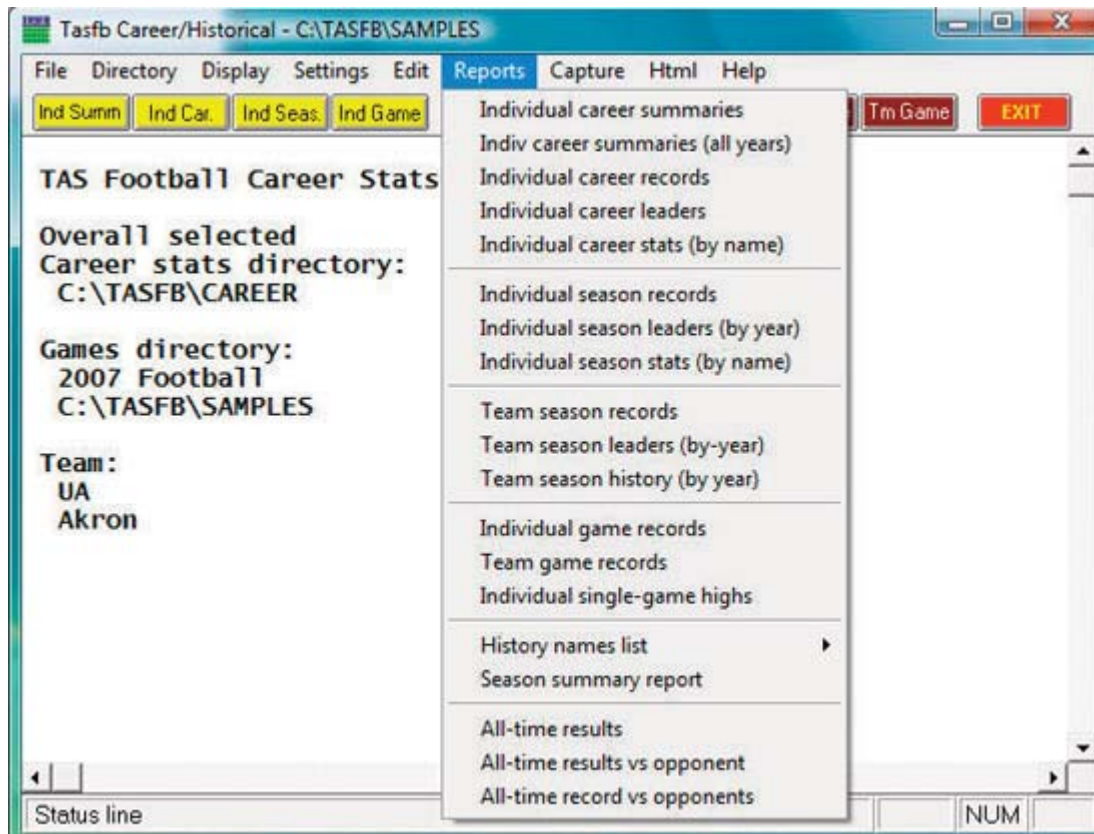 Tasfb Career/Historical - C:\TASFB\SAMPLES
File Directory Display Settings Edit Reports Capture Html Help
Ind Summ Ind Car. Ind Seas. Ind Game Tm Game EXIT
TAS Football Career Stats
Overall selected
Career stats directory:
C:\TASFB\CAREER
Games directory:
2007 Football
C:\TASFB\SAMPLES
Team:
UA
Akron
Individual career summaries
Indiv career summaries (all years)
Individual career records
Individual career leaders
Individual career stats (by name)
Individual season records
Individual season leaders (by year)
Individual season stats (by name)
Team season records
Team season leaders (by-year)
Team season history (by year)
Individual game records
Team game records
Individual single-game highs
History names list
Season summary report
All-time results
All-time results vs opponent
All-time record vs opponents
Status line NUM